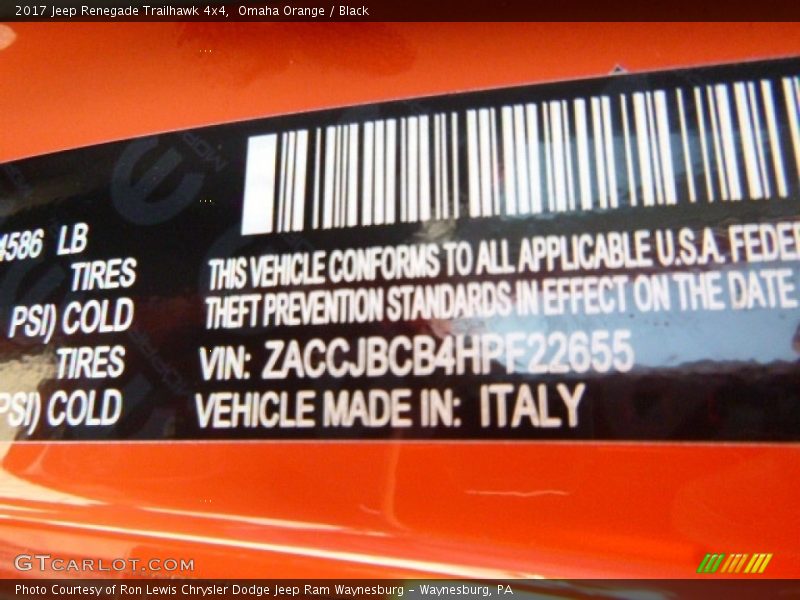 2017 Jeep Renegade Trailhawk 4x4, Omaha Orange / Black
4586 LB
TIRES
PSI) COLD
TIRES
PSI) COLD
THIS VEHICLE CONFORMS TO ALL APPLICABLE U.S.A. FEDER
THEFT PREVENTION STANDARDS IN EFFECT ON THE DATE
VIN: ZACCJBCB4HPF22655
VEHICLE MADE IN: ITALY
GTCARLOT.COM
Photo Courtesy of Ron Lewis Chrysler Dodge Jeep Ram Waynesburg - Waynesburg, PA